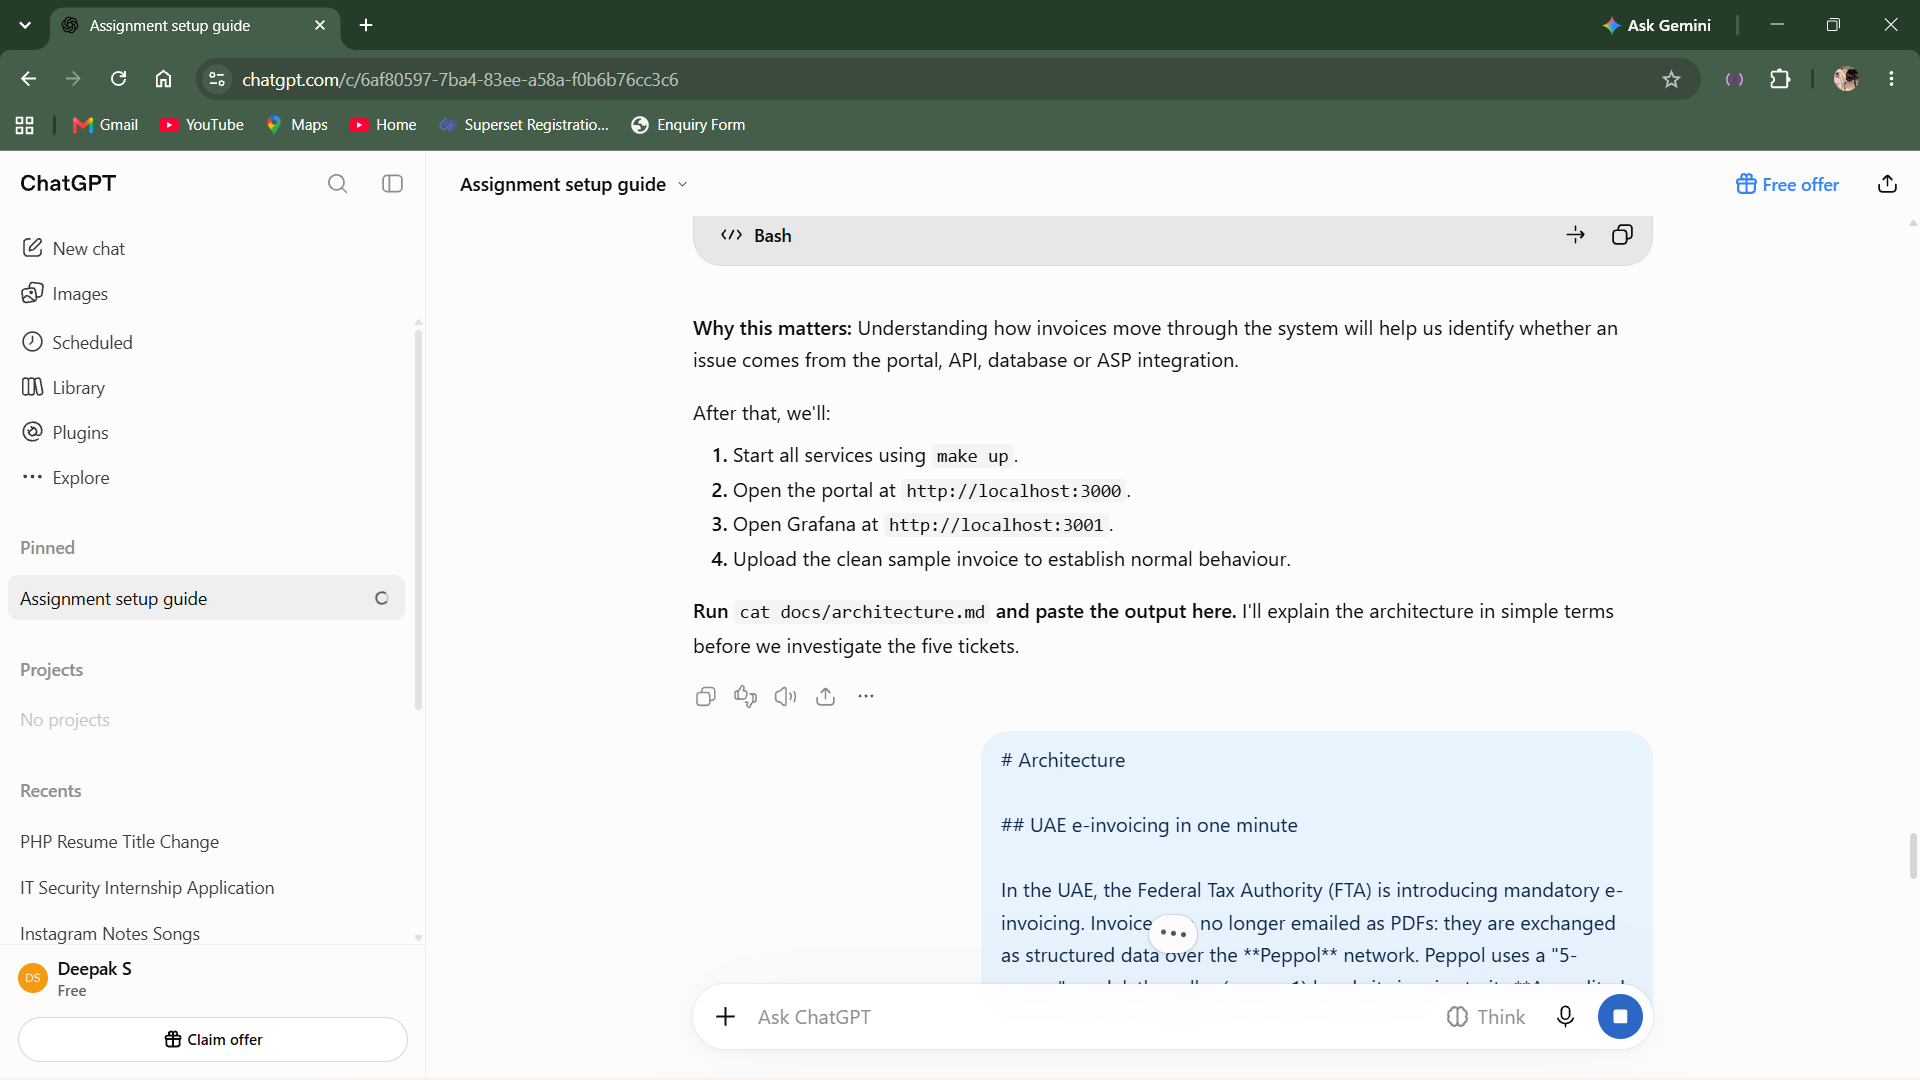 Assignment setup guide
Ask Gemini
chatgpt.com/c/6af80597-7ba4-83ee-a58a-f0b6b76cc3c6
Gmail
YouTube
Maps
Home
Superset Registratio...
Enquiry Form
ChatGPT
New chat
Images
Scheduled
Library
Plugins
Explore
Pinned
Assignment setup guide
Projects
No projects
Recents
PHP Resume Title Change
IT Security Internship Application
Instagram Notes Songs
DS
Deepak S
Free
Claim offer
Assignment setup guide
Free offer
Bash
Why this matters: Understanding how invoices move through the system will help us identify whether an
issue comes from the portal, API, database or ASP integration.
After that, we'll:
1. Start all services using make up.
2. Open the portal at http://localhost:3000.
3. Open Grafana at http://localhost:3001.
4. Upload the clean sample invoice to establish normal behaviour.
Run cat docs/architecture.md and paste the output here. I'll explain the architecture in simple terms
before we investigate the five tickets.
# Architecture
## UAE e-invoicing in one minute
In the UAE, the Federal Tax Authority (FTA) is introducing mandatory e-
invoicing. Invoice no longer emailed as PDFs: they are exchanged
as structured data over the **Peppol** network. Peppol uses a "5-
Ask ChatGPT
Think